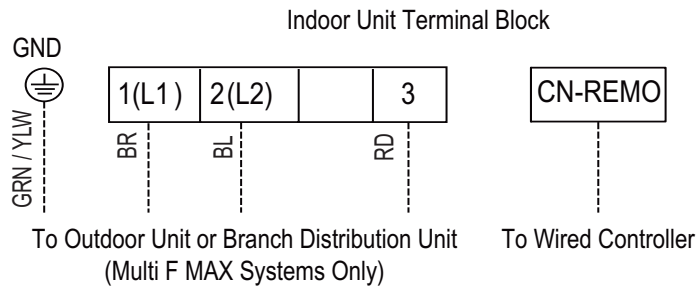 Indoor Unit Terminal Block
GND
1(L1) 2(L2) 3
CN-REMO
GRN / YLW
BR
BL
RD
To Outdoor Unit or Branch Distribution Unit
(Multi F MAX Systems Only)
To Wired Controller